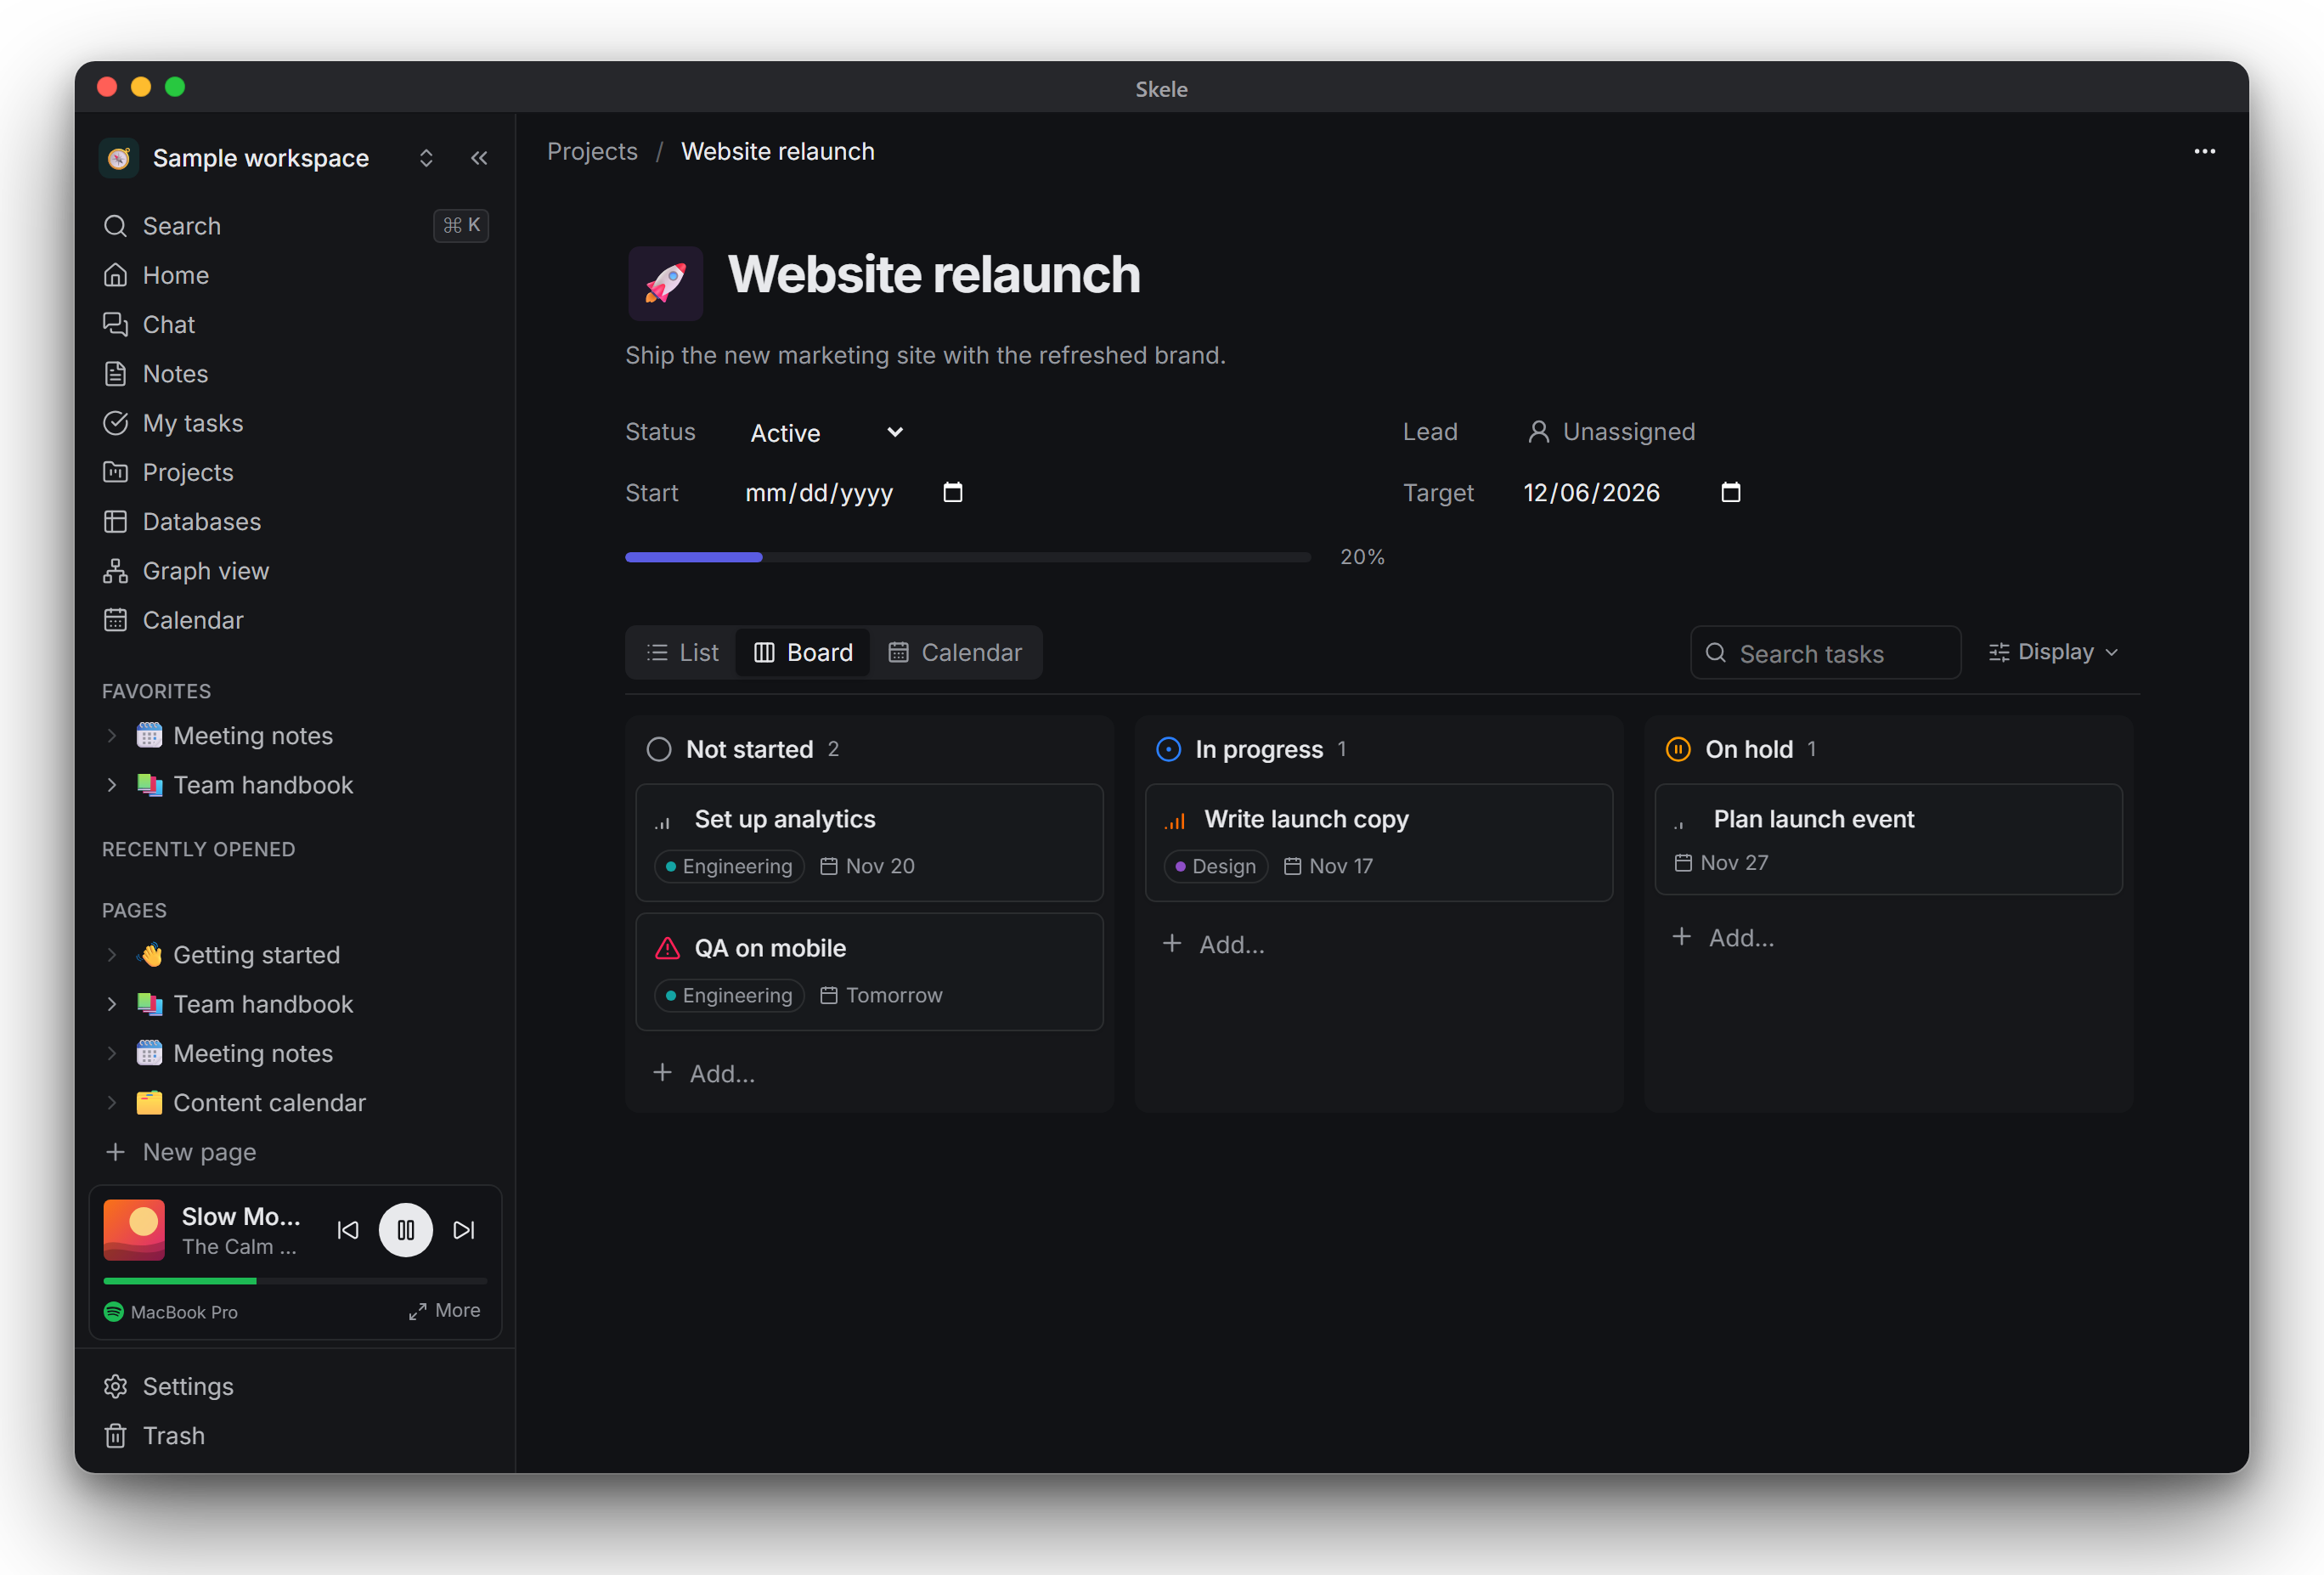 Skele
Sample workspace
Search ⌘ K
Home
Chat
Notes
My tasks
Projects
Databases
Graph view
Calendar
FAVORITES
Meeting notes
Team handbook
RECENTLY OPENED
PAGES
Getting started
Team handbook
Meeting notes
Content calendar
New page
Slow Mo...
The Calm ...
MacBook Pro More
Settings
Trash
Projects / Website relaunch
Website relaunch
Ship the new marketing site with the refreshed brand.
Status Active Lead Unassigned
Start mm/dd/yyyy Target 12/06/2026
20%
List Board Calendar Search tasks Display
Not started 2
Set up analytics
Engineering Nov 20
QA on mobile
Engineering Tomorrow
Add...
In progress 1
Write launch copy
Design Nov 17
Add...
On hold 1
Plan launch event
Nov 27
Add...